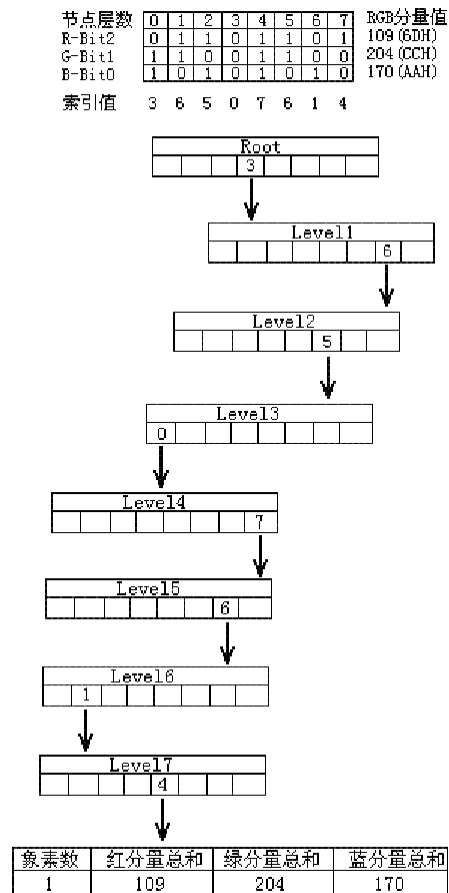 节点层数 0 1 2 3 4 5 6 7 RGB分量值
R-Bit2 0 1 1 0 1 1 0 1 109(6DH)
G-Bit1 1 1 0 0 1 1 0 0 204(CCH)
B-Bit0 1 0 1 0 1 0 1 0 170(AAH)
索引值 3 6 5 0 7 6 1 4
Root
3
Level1
6
Level2
5
Level3
0
Level4
7
Level5
6
Level6
1
Level7
4
象素数 红分量总和 绿分量总和 蓝分量总和
1 109 204 170